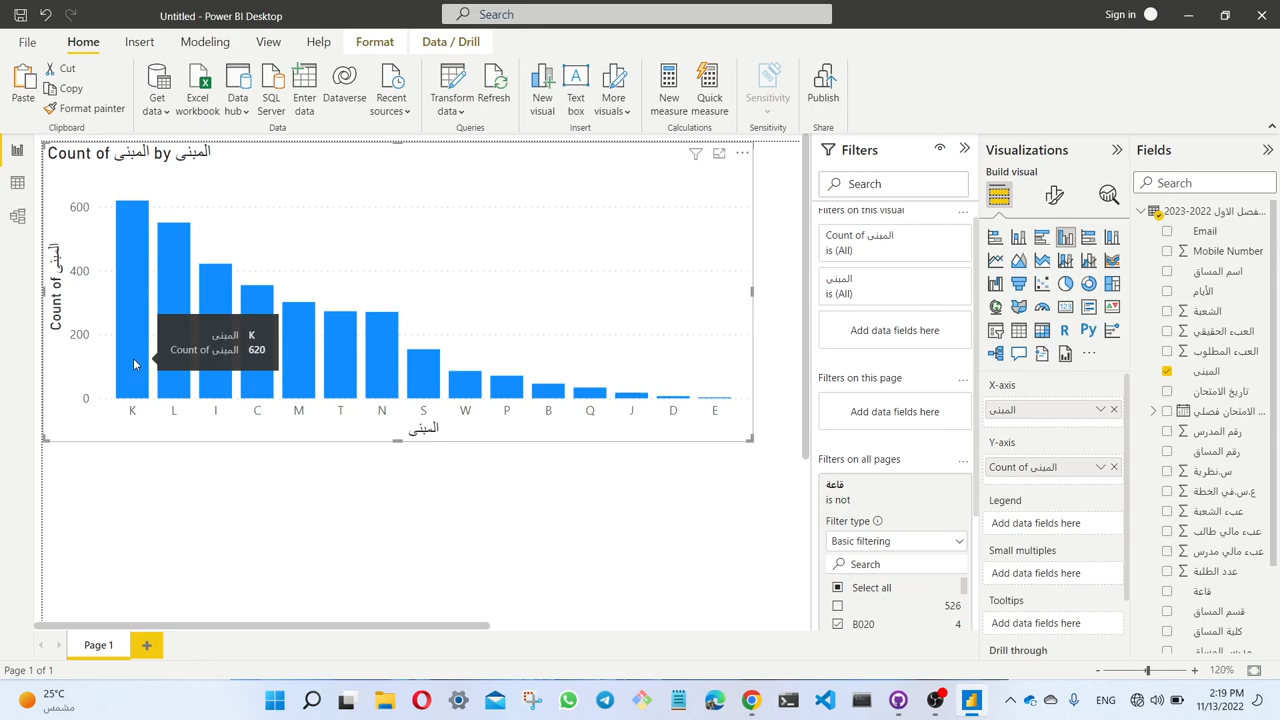 Untitled - Power BI Desktop
Search
Sign in
File
Home
Insert
Modeling
View
Help
Format
Data / Drill
Paste
Cut
Copy
Format painter
Get data
Excel workbook
Data hub
SQL Server
Enter data
Dataverse
Recent sources
Transform data
Refresh
New visual
Text box
More visuals
New measure
Quick measure
Sensitivity
Publish
Clipboard
Data
Queries
Insert
Calculations
Sensitivity
Share
Count of المبنى by المبنى
600
400
200
0
Count of المبنى
K L I C M T N S W P B Q J D E
المبنى
المبنى K
Count of المبنى 620
Filters
Search
Filters on this visual
Count of المبنى
is (All)
المبنى
is (All)
Add data fields here
Filters on this page
Add data fields here
Filters on all pages
قاعة
is not
Filter type
Basic filtering
Search
Select all
526
B020 4
Visualizations
Build visual
R
Py
X-axis
المبنى
Y-axis
Count of المبنى
Legend
Add data fields here
Small multiples
Add data fields here
Tooltips
Add data fields here
Drill through
Fields
Search
...فصل الاول 2022-2023
Email
Mobile Number
اسم المساق
الأيام
الشعبة
العبء الحقيقي
العبء المطلوب
المبنى
تاريخ الامتحان
... الامتحان فصلي
رقم المدرس
رقم المساق
س.نظرية
ع.س.في الخطة
عبء الشعبة
عبء مالي طالب
عبء مالي مدرس
عدد الطلبة
قاعة
قسم المساق
كلية المساق
مدرس المساق
Page 1
Page 1 of 1
120%
25°C
مشمس
ENG
2:19 PM
11/13/2022